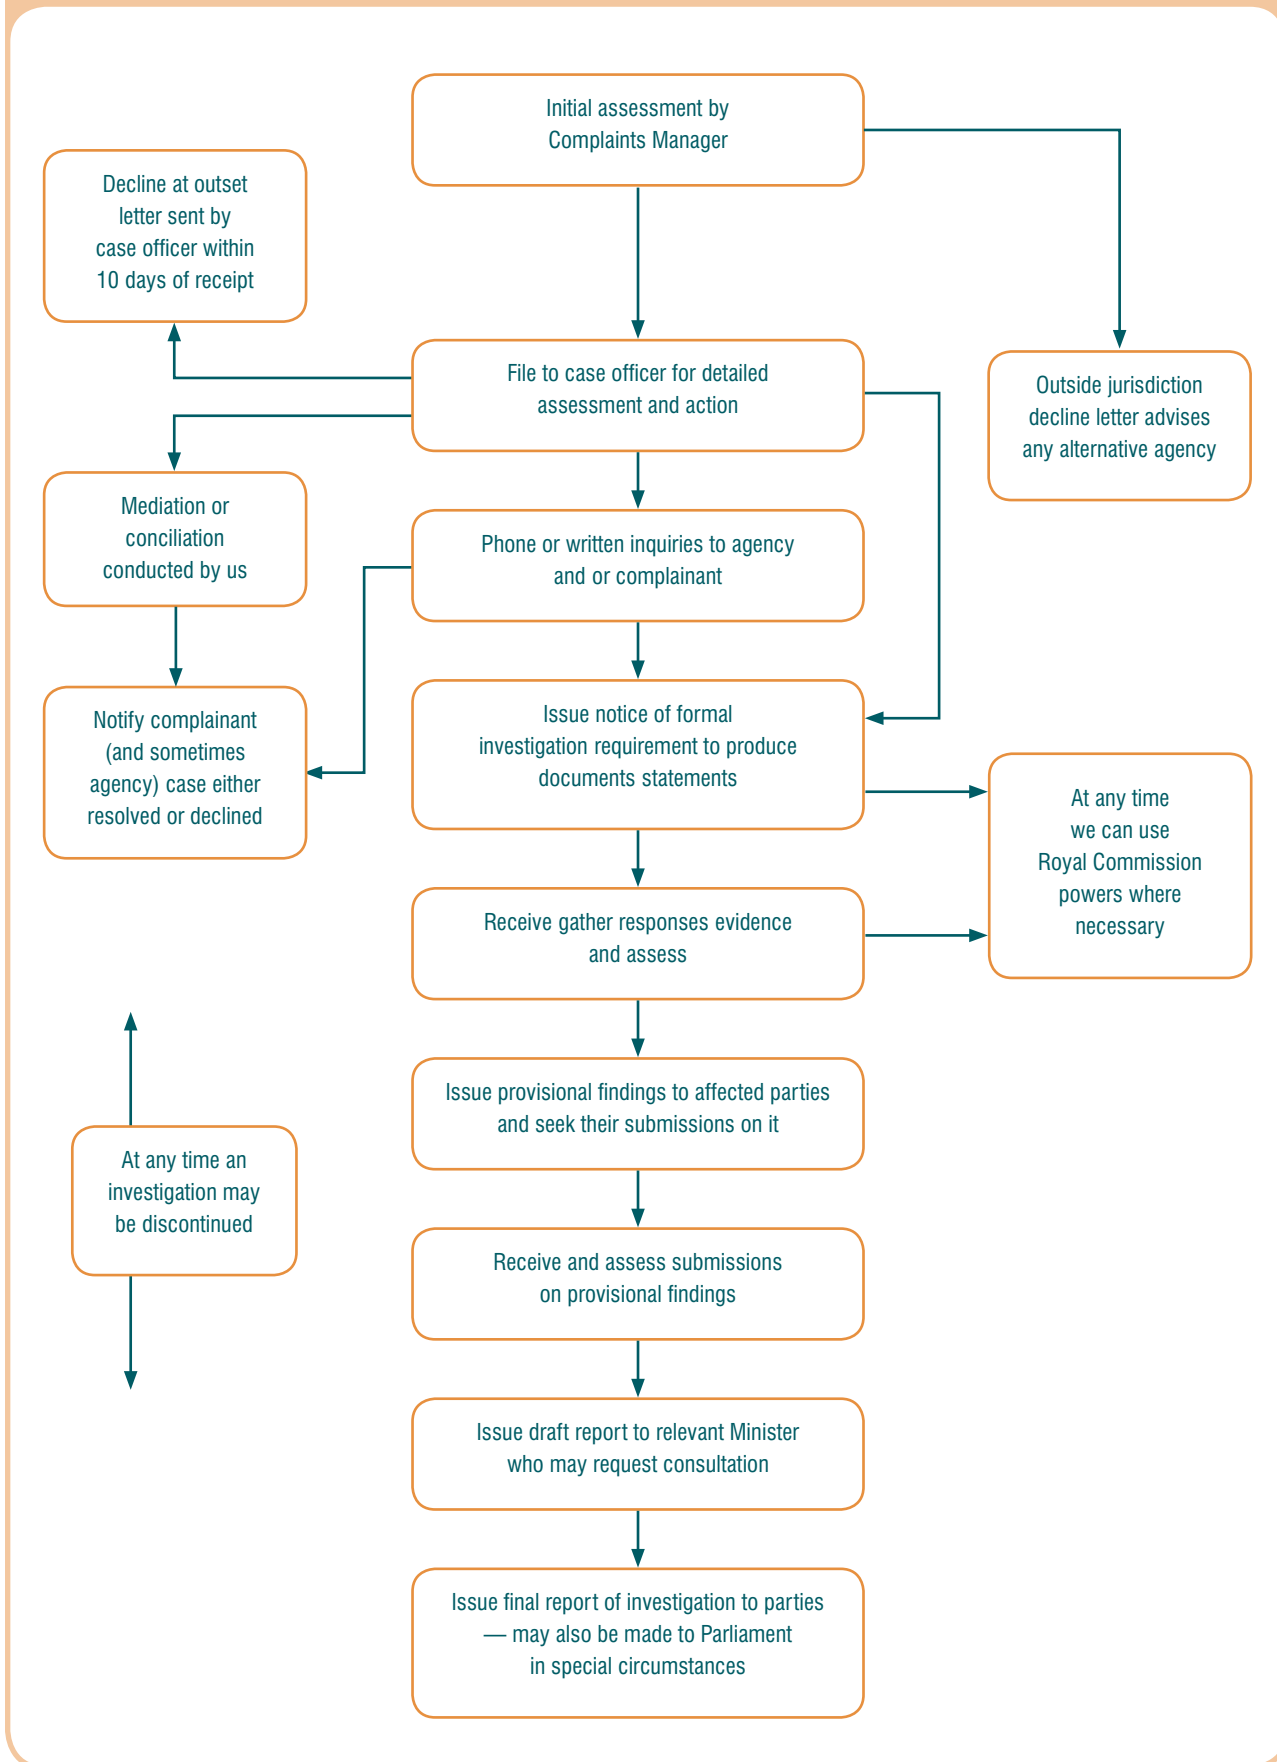 Initial assessment by
Complaints Manager
Decline at outset
letter sent by
case officer within
10 days of receipt
File to case officer for detailed
assessment and action
Outside jurisdiction
decline letter advises
any alternative agency
Mediation or
conciliation
conducted by us
Phone or written inquiries to agency
and or complainant
Notify complainant
(and sometimes
agency) case either
resolved or declined
Issue notice of formal
investigation requirement to produce
documents statements
At any time
we can use
Royal Commission
powers where
necessary
Receive gather responses evidence
and assess
Issue provisional findings to affected parties
and seek their submissions on it
At any time an
investigation may
be discontinued
Receive and assess submissions
on provisional findings
Issue draft report to relevant Minister
who may request consultation
Issue final report of investigation to parties
— may also be made to Parliament
in special circumstances